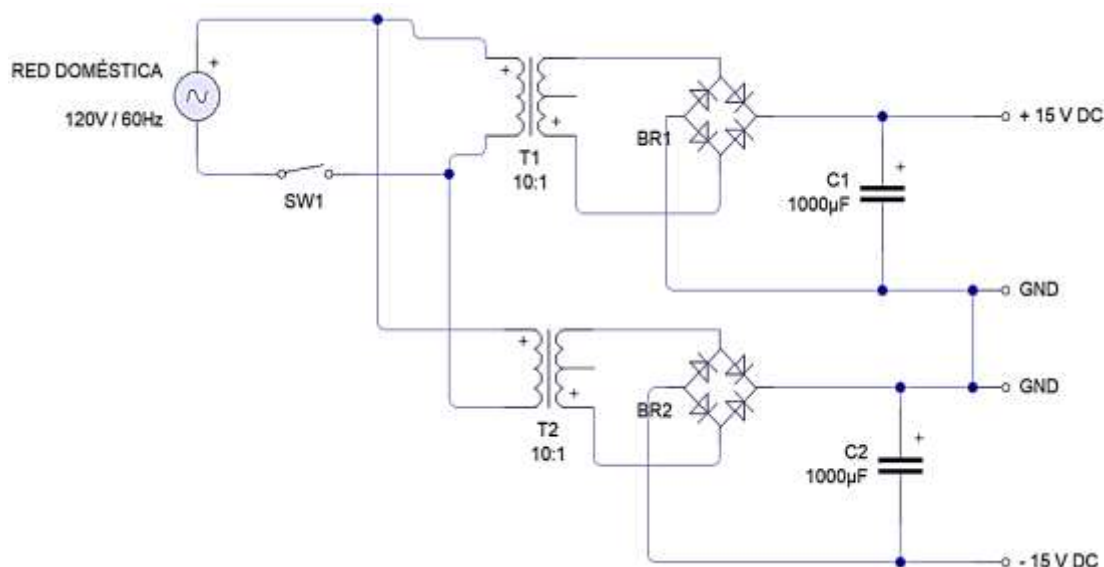 RED DOMÉSTICA
120V / 60Hz
+
SW1
+
+
T1
10:1
BR1
C1
+
1000µF
+ 15 V DC
GND
+
+
T2
10:1
BR2
GND
C2
+
1000µF
- 15 V DC